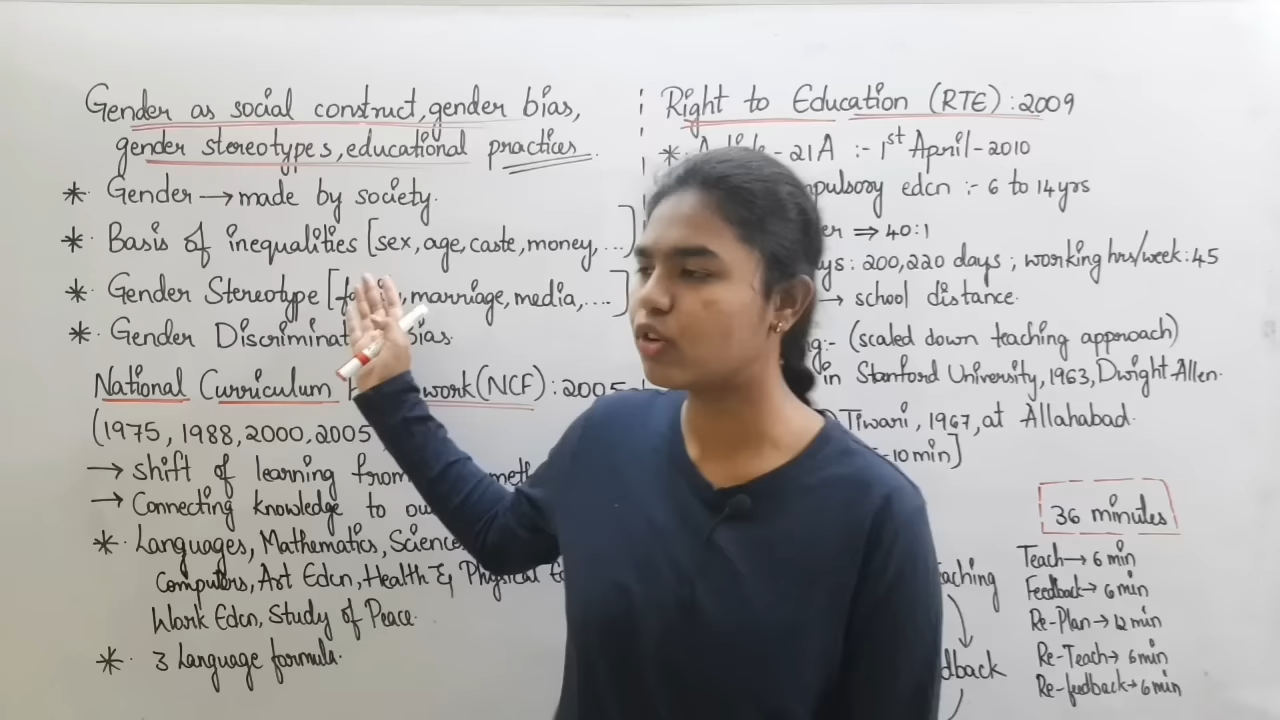 Gender as social construct, gender bias,
gender stereotypes, educational practices.
* Gender → made by society.
* Basis of inequalities [sex, age, caste, money, ...]
* Gender Stereotype [ , marriage, media, ....]
* Gender Discriminat bias.
National Curriculum work (NCF) : 2005
(1975, 1988, 2000, 2005
→ shift of learning from meth
→ Connecting knowledge to ou
* Languages, Mathematics, Science
Computers, Art Edcn, Health & Physical Ed
Work Edcn, Study of Peace.
* 3 Language formula.
Right to Education (RTE) : 2009
* - 21A :- 1st April - 2010
pulsory edcn :- 6 to 14 yrs
er ⇒ 40:1
ys : 200, 220 days ; working hrs/week : 45
→ school distance.
g:- (scaled down teaching approach)
in Stanford University, 1963, Dwight Allen.
Tiwari, 1967, at Allahabad.
-10 min]
36 minutes
Teach → 6 min
Feedback → 6 min
Re-Plan → 12 min
Re-Teach → 6 min
Re-feedback → 6 min
aching
dback